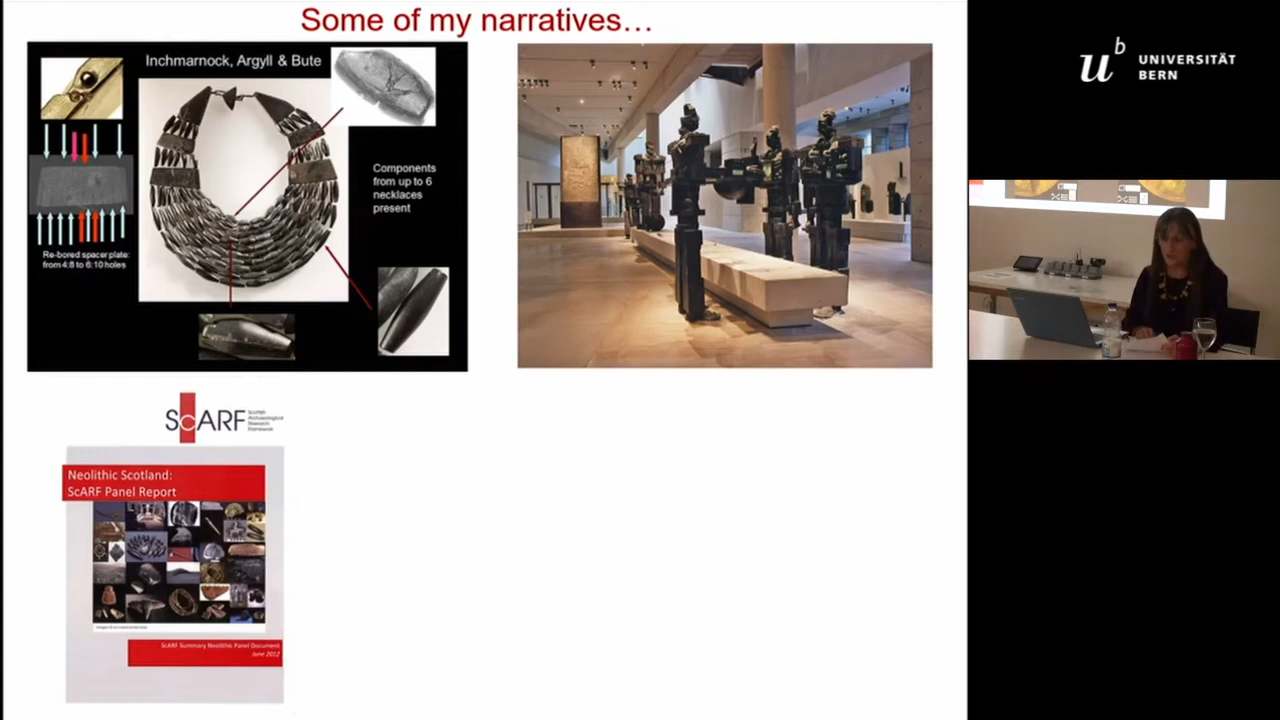 Some of my narratives…
Inchmarnock, Argyll & Bute
Components
from up to 6
necklaces
present
Re-bored spacer plate:
from 4:8 to 6:10 holes
ScARF
Scottish
Archaeological
Research
Framework
Neolithic Scotland:
ScARF Panel Report
ScARF Summary Neolithic Panel Document
June 2012
u^b
UNIVERSITÄT
BERN